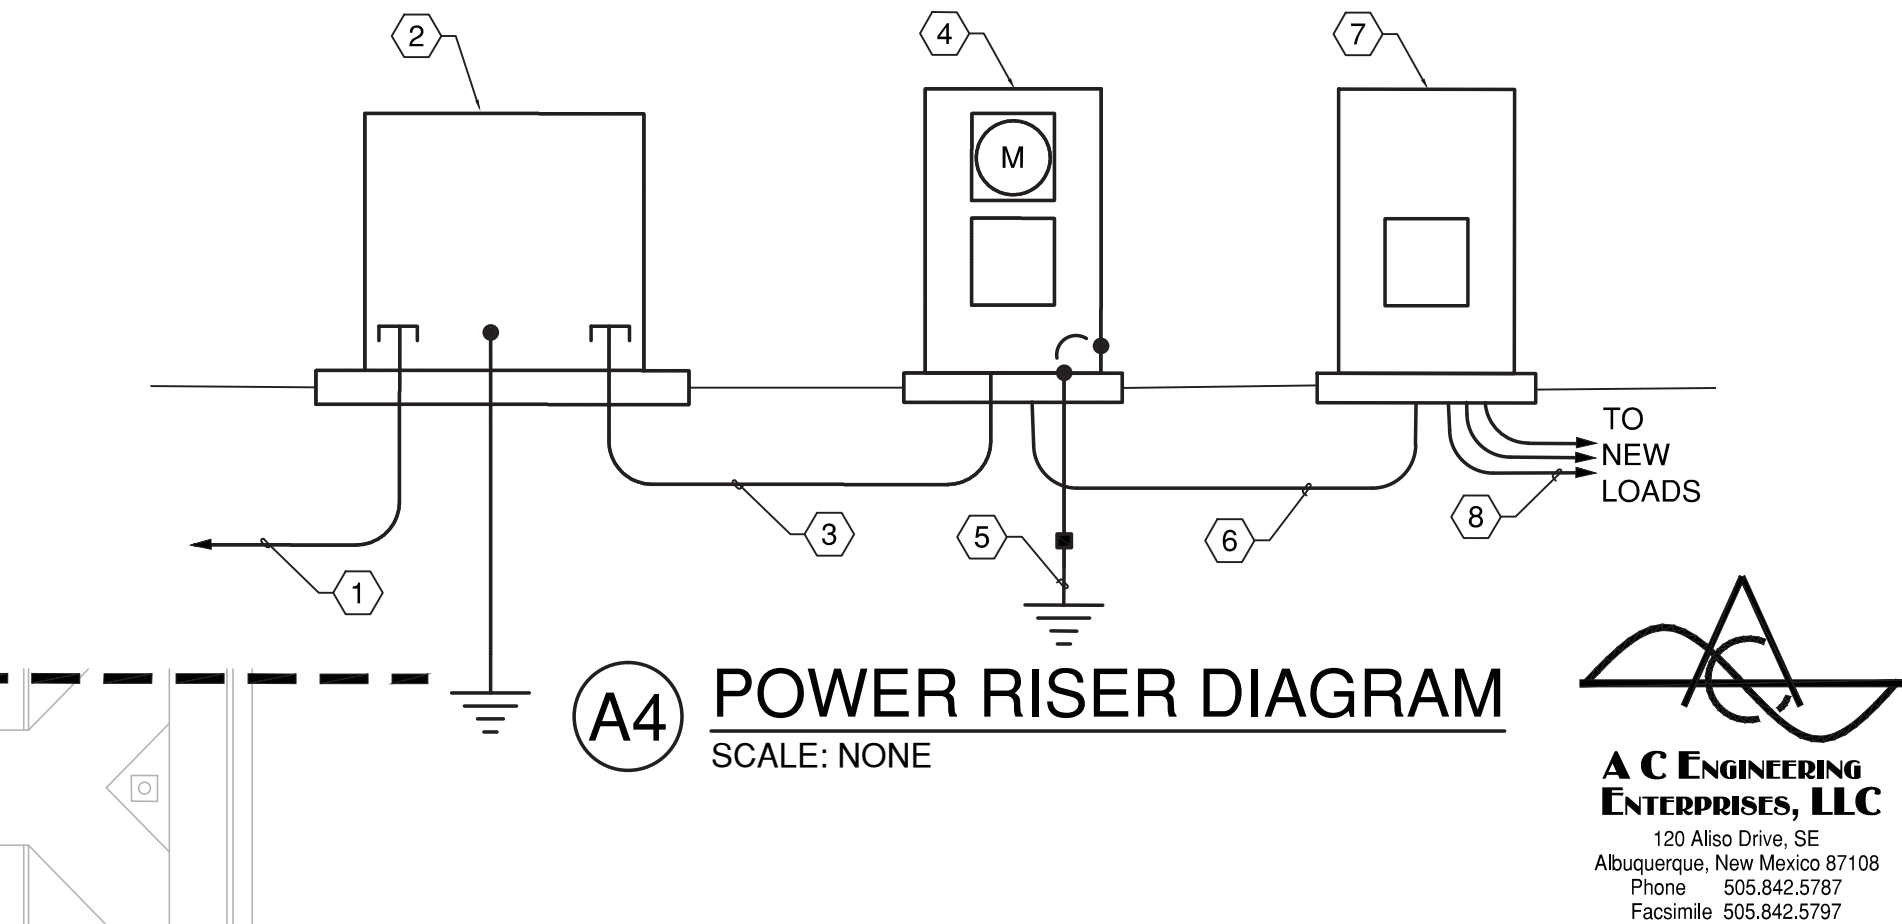 2
4
7
M
TO
NEW
LOADS
8
3
5
6
1
A4
POWER RISER DIAGRAM
SCALE: NONE
A C ENGINEERING
ENTERPRISES, LLC
120 Aliso Drive, SE
Albuquerque, New Mexico 87108
Phone 505.842.5787
Facsimile 505.842.5797